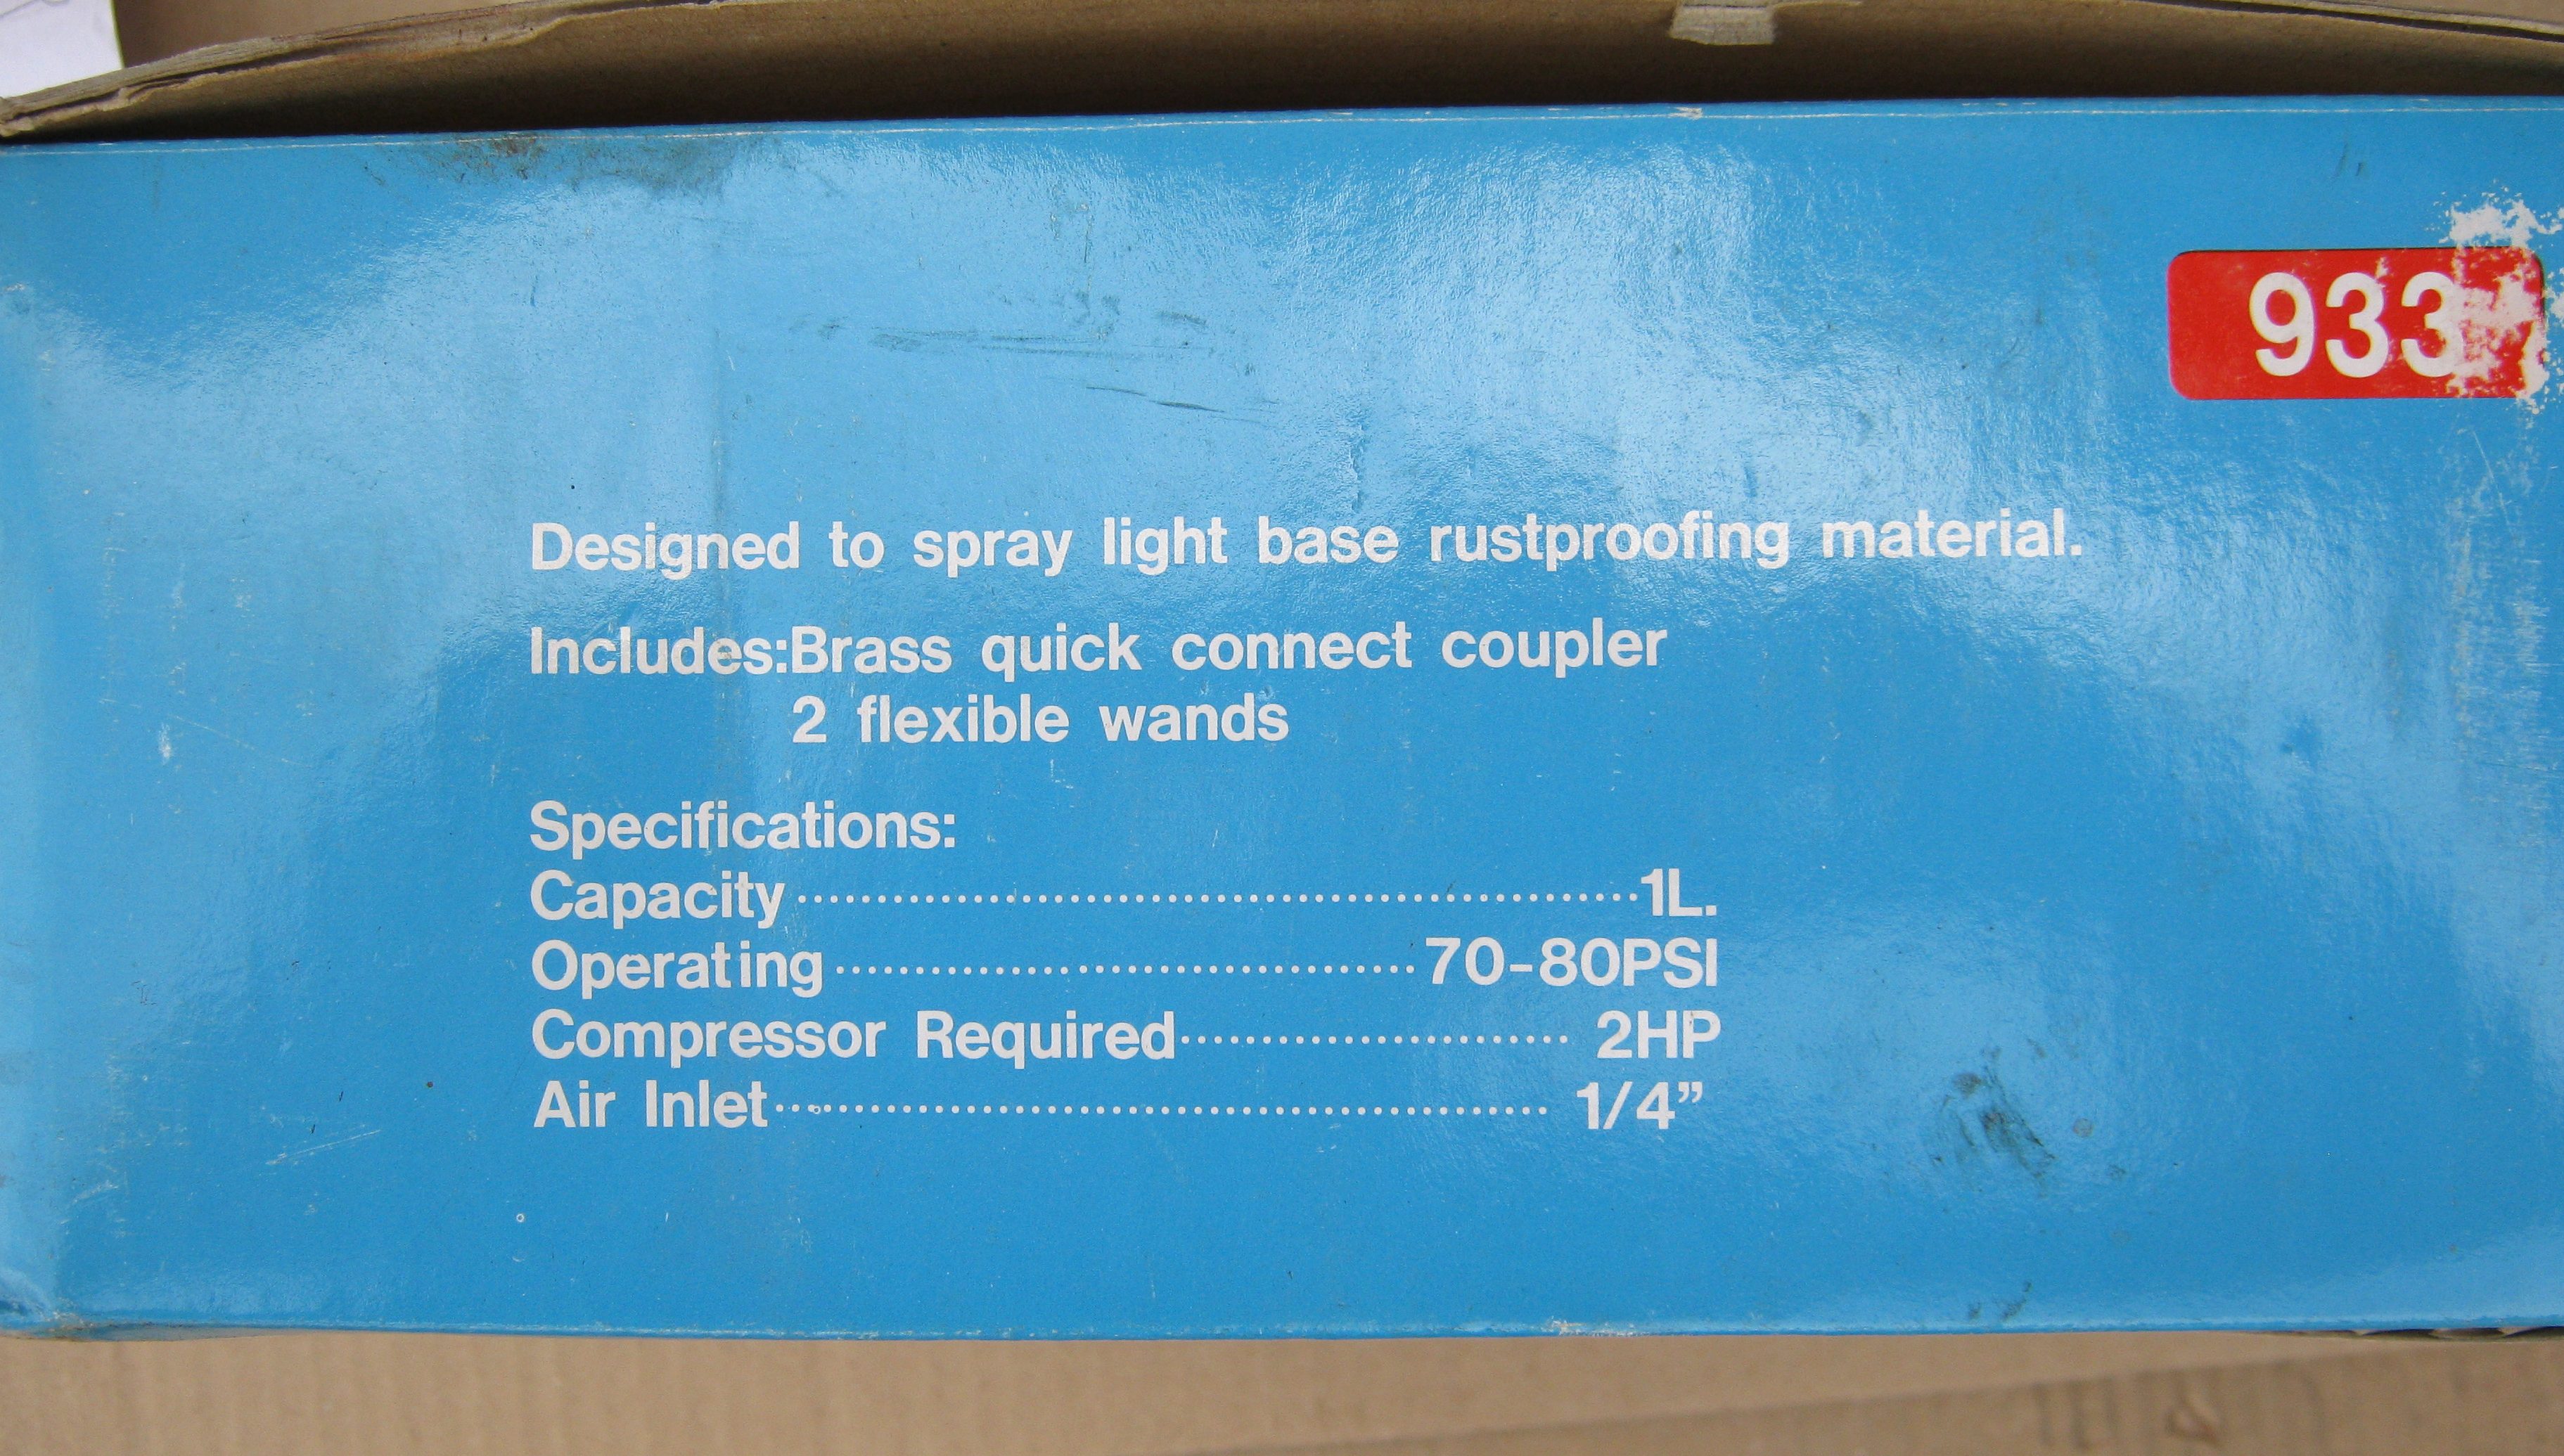 933
Designed to spray light base rustproofing material.
Includes:Brass quick connect coupler
2 flexible wands
Specifications:
Capacity 1L.
Operating 70-80PSI
Compressor Required 2HP
Air Inlet 1/4”